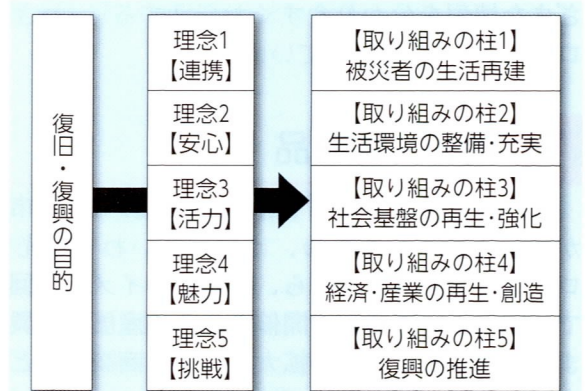 復旧・復興の目的
理念1
【連携】
理念2
【安心】
理念3
【活力】
理念4
【魅力】
理念5
【挑戦】
【取り組みの柱1】
被災者の生活再建
【取り組みの柱2】
生活環境の整備・充実
【取り組みの柱3】
社会基盤の再生・強化
【取り組みの柱4】
経済・産業の再生・創造
【取り組みの柱5】
復興の推進